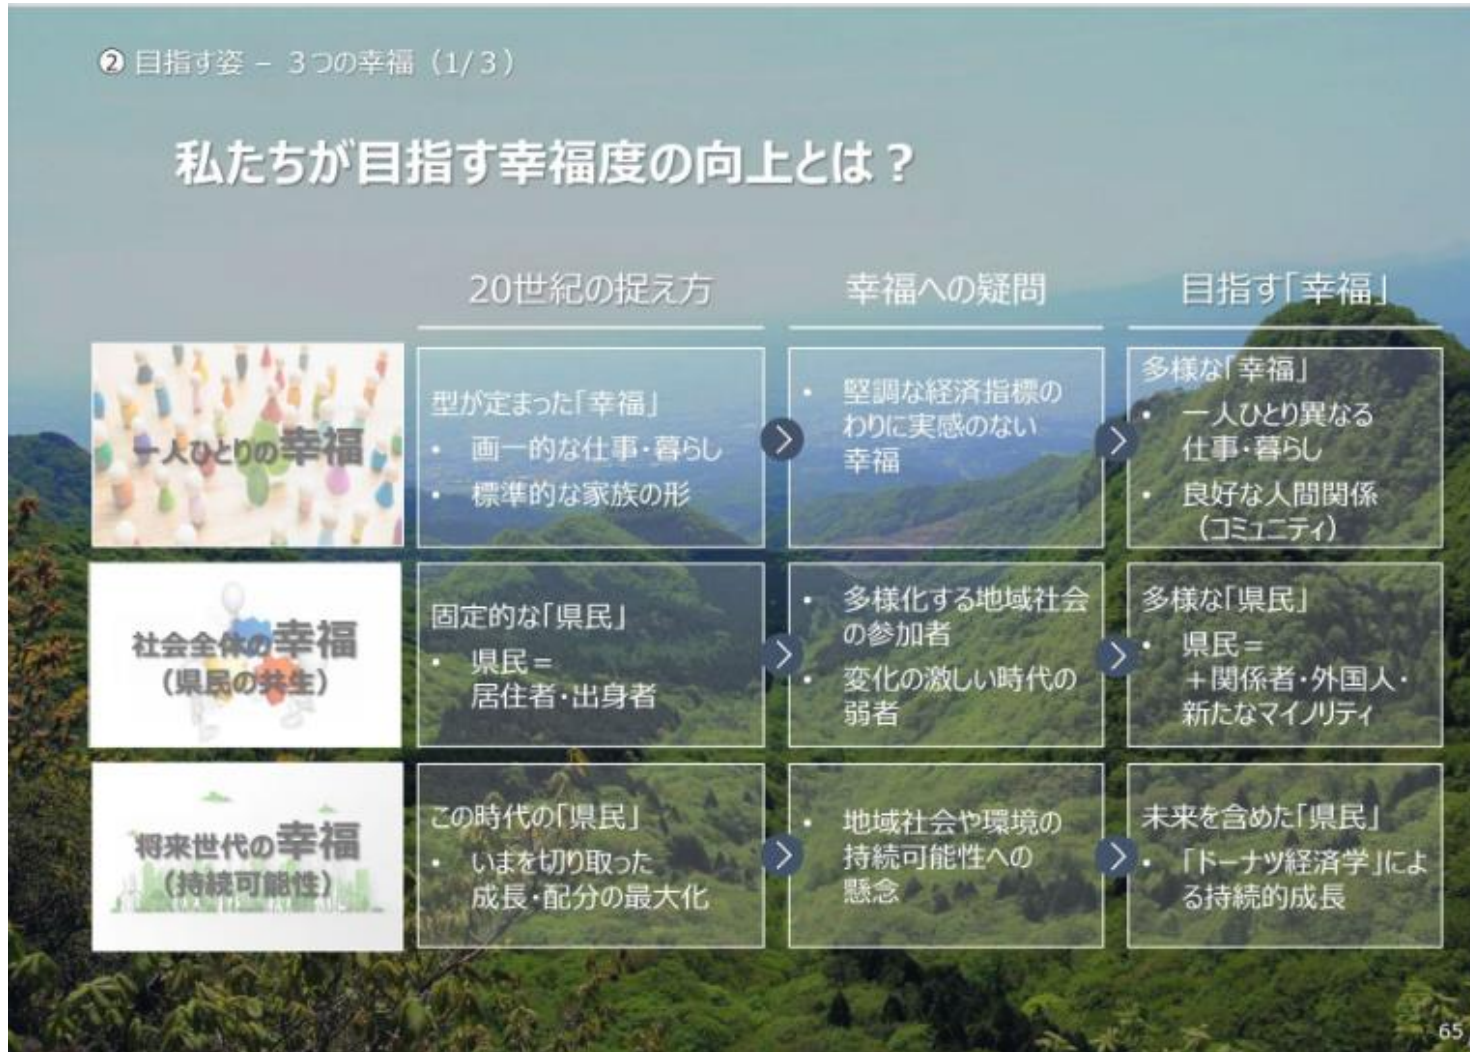 ② 目指す姿 － ３つの幸福（1/３）
私たちが目指す幸福度の向上とは？
20世紀の捉え方
幸福への疑問
目指す「幸福」
一人ひとりの幸福
型が定まった「幸福」
• 画一的な仕事・暮らし
• 標準的な家族の形
• 堅調な経済指標の
わりに実感のない
幸福
多様な「幸福」
• 一人ひとり異なる
仕事・暮らし
• 良好な人間関係
（コミュニティ）
社会全体の幸福
（県民の共生）
固定的な「県民」
• 県民＝
居住者・出身者
• 多様化する地域社会
の参加者
• 変化の激しい時代の
弱者
多様な「県民」
• 県民＝
＋関係者・外国人・
新たなマイノリティ
将来世代の幸福
（持続可能性）
この時代の「県民」
• いまを切り取った
成長・配分の最大化
• 地域社会や環境の
持続可能性への
懸念
未来を含めた「県民」
• 「ドーナツ経済学」によ
る持続的成長
65